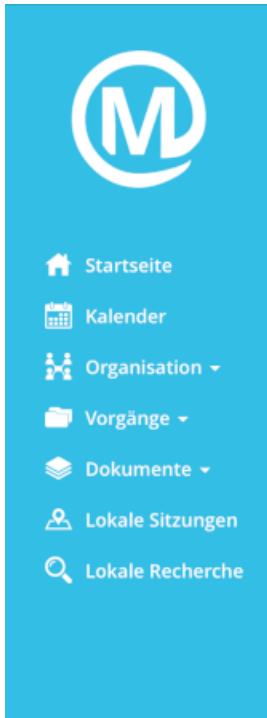 M
Startseite
Kalender
Organisation
Vorgänge
Dokumente
Lokale Sitzungen
Lokale Recherche